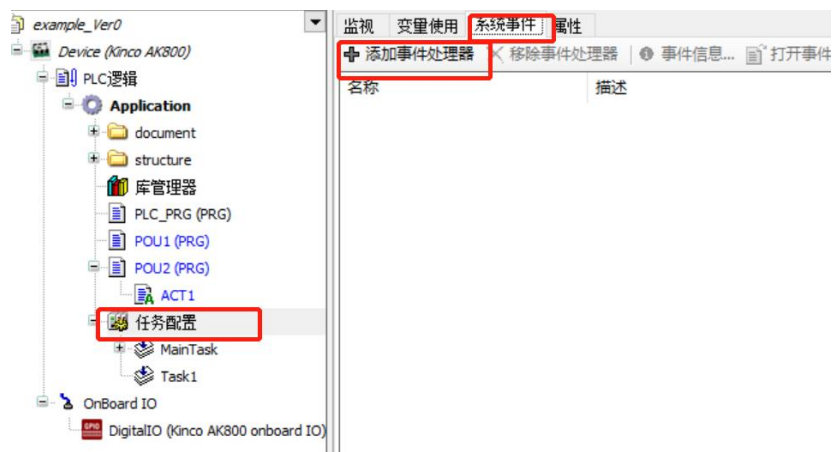 example_Ver0
Device (Kinco AK800)
PLC逻辑
Application
document
structure
库管理器
PLC_PRG (PRG)
POU1 (PRG)
POU2 (PRG)
ACT1
任务配置
MainTask
Task1
OnBoard IO
DigitalIO (Kinco AK800 onboard IO)
监视 变量使用 系统事件 属性
添加事件处理器 移除事件处理器 事件信息... 打开事件
名称 描述